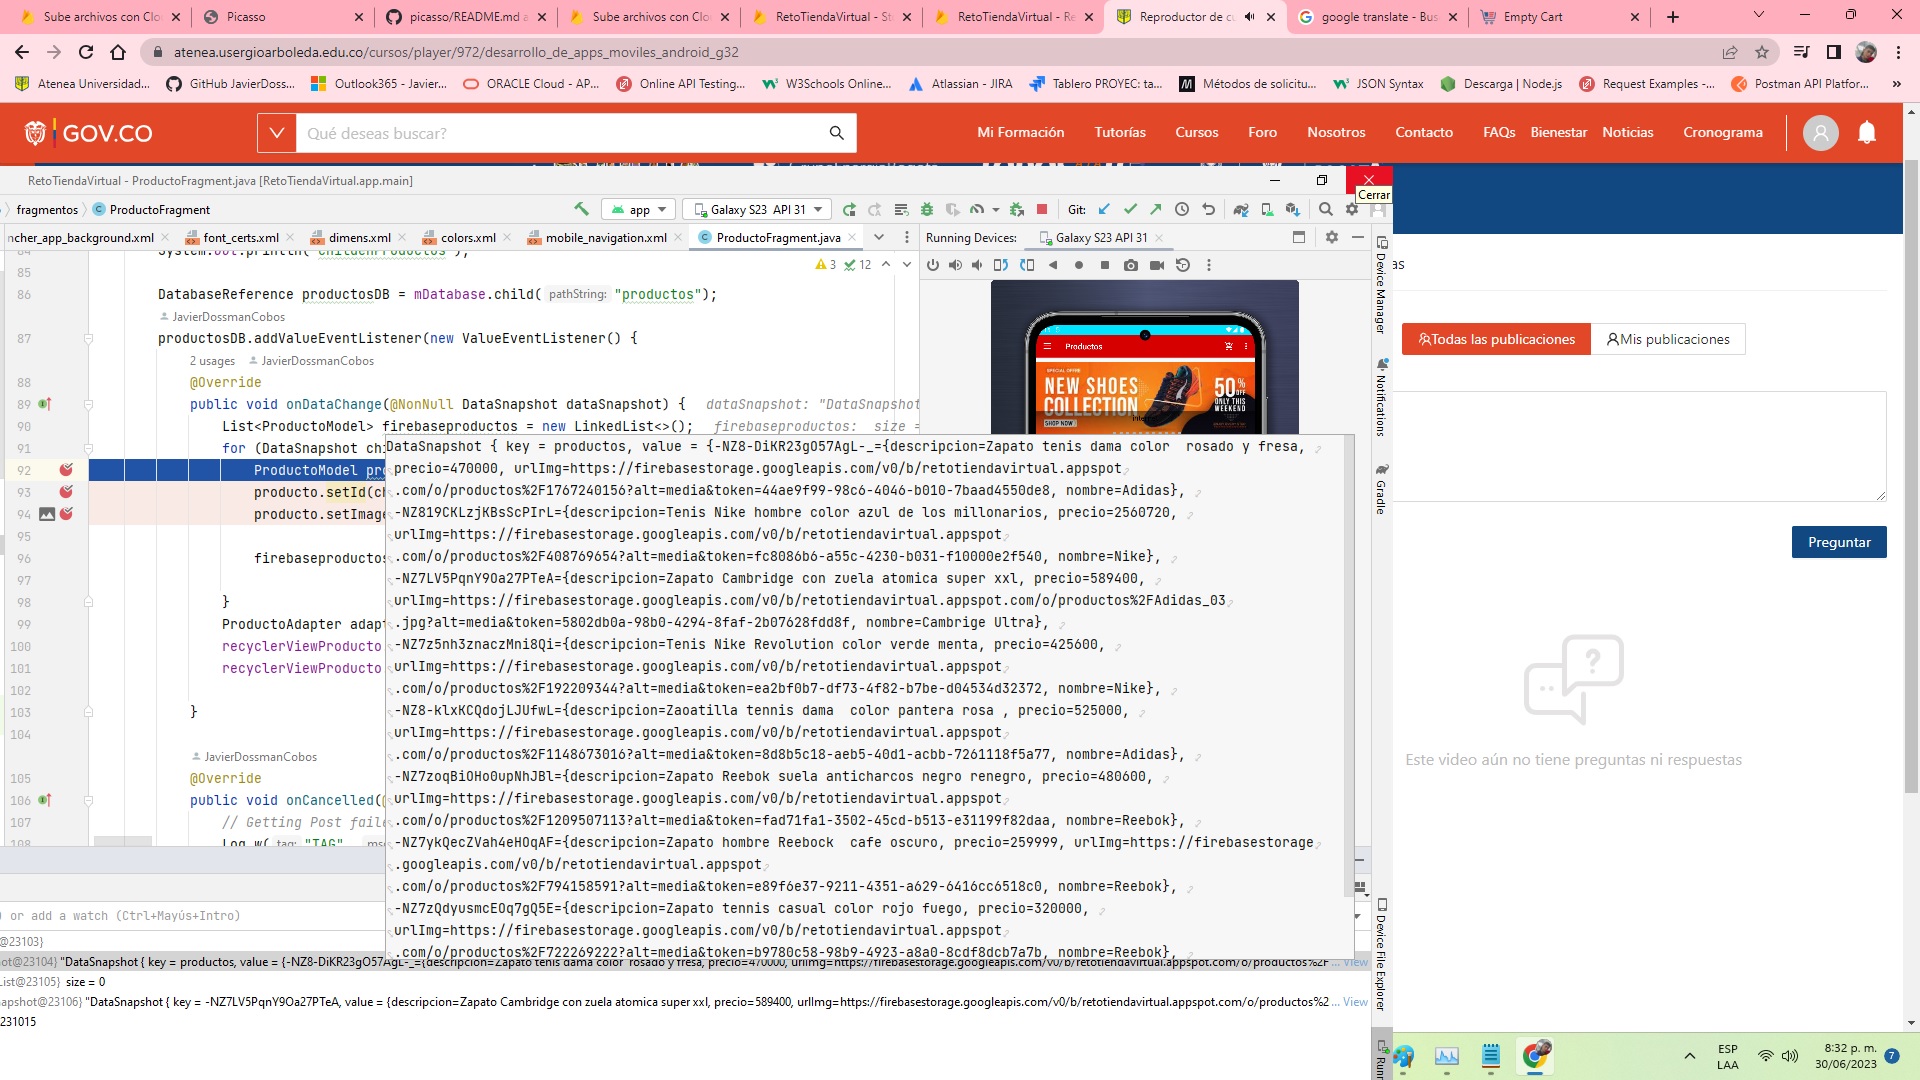 Sube archivos con Clo
Picasso
picasso/README.md a
Sube archivos con Clo
RetoTiendaVirtual - St
RetoTiendaVirtual - Re
Reproductor de cu
google translate - Bus
Empty Cart
atenea.usergioarboleda.edu.co/cursos/player/972/desarrollo_de_apps_moviles_android_g32
Atenea Universidad...
GitHub JavierDoss...
Outlook365 - Javier...
ORACLE Cloud - AP...
Online API Testing...
W3Schools Online...
Atlassian - JIRA
Tablero PROYEC: ta...
Métodos de solicitu...
JSON Syntax
Descarga | Node.js
Request Examples -...
Postman API Platfor...
GOV.CO
Qué deseas buscar?
Mi Formación
Tutorías
Cursos
Foro
Nosotros
Contacto
FAQs
Bienestar
Noticias
Cronograma
RetoTiendaVirtual - ProductoFragment.java [RetoTiendaVirtual.app.main]
Cerrar
fragmentos
ProductoFragment
app
Galaxy S23 API 31
Git:
ncher_app_background.xml
font_certs.xml
dimens.xml
colors.xml
mobile_navigation.xml
ProductoFragment.java
Running Devices:
Galaxy S23 API 31
84 System.out.println("childenProductos");
3
12
85
86 DatabaseReference productosDB = mDatabase.child( pathString: "productos");
JavierDossmanCobos
87 productosDB.addValueEventListener(new ValueEventListener() {
2 usages JavierDossmanCobos
88 @Override
89 public void onDataChange(@NonNull DataSnapshot dataSnapshot) { dataSnapshot: "DataSnapshot
90 List<ProductoModel> firebaseproductos = new LinkedList<>(); firebaseproductos: size =
91 for (DataSnapshot chi
92 ProductoModel pro
93 producto.setId(ch
94 producto.setImage
95
96 firebaseproductos
97
98 }
99 ProductoAdapter adapt
100 recyclerViewProducto
101 recyclerViewProducto
102
103 }
104
JavierDossmanCobos
105 @Override
106 public void onCancelled(@
107 // Getting Post faile
108 Log.w( tag: "TAG", ms
DataSnapshot { key = productos, value = {-NZ8-DiKR23gO57AgL-_={descripcion=Zapato tenis dama color  rosado y fresa,
precio=470000, urlImg=https://firebasestorage.googleapis.com/v0/b/retotiendavirtual.appspot
.com/o/productos%2F1767240156?alt=media&token=44ae9f99-98c6-4046-b010-7baad4550de8, nombre=Adidas},
-NZ819CKLzjKBsScPIrL={descripcion=Tenis Nike hombre color azul de los millonarios, precio=2560720,
urlImg=https://firebasestorage.googleapis.com/v0/b/retotiendavirtual.appspot
.com/o/productos%2F408769654?alt=media&token=fc8086b6-a55c-4230-b031-f10000e2f540, nombre=Nike},
-NZ7LV5PqnY9Oa27PTeA={descripcion=Zapato Cambridge con zuela atomica super xxl, precio=589400,
urlImg=https://firebasestorage.googleapis.com/v0/b/retotiendavirtual.appspot.com/o/productos%2FAdidas_03
.jpg?alt=media&token=5802db0a-98b0-4294-8faf-2b07628fdd8f, nombre=Cambrige Ultra},
-NZ7z5nh3znaczMni8Qi={descripcion=Tenis Nike Revolution color verde menta, precio=425600,
urlImg=https://firebasestorage.googleapis.com/v0/b/retotiendavirtual.appspot
.com/o/productos%2F192209344?alt=media&token=ea2bf0b7-df73-4f82-b7be-d04534d32372, nombre=Nike},
-NZ8-klxKCQdojLJUfwL={descripcion=Zaoatilla tennis dama  color pantera rosa , precio=525000,
urlImg=https://firebasestorage.googleapis.com/v0/b/retotiendavirtual.appspot
.com/o/productos%2F1148673016?alt=media&token=8d8b5c18-aeb5-40d1-acbb-7261118f5a77, nombre=Adidas},
-NZ7zoqBiOHo0upNhJBl={descripcion=Zapato Reebok suela anticharcos negro renegro, precio=480600,
urlImg=https://firebasestorage.googleapis.com/v0/b/retotiendavirtual.appspot
.com/o/productos%2F1209507113?alt=media&token=fad71fa1-3502-45cd-b513-e31199f82daa, nombre=Reebok},
-NZ7ykQecZVah4eHOqAF={descripcion=Zapato hombre Reebock  cafe oscuro, precio=259999, urlImg=https://firebasestorage
.googleapis.com/v0/b/retotiendavirtual.appspot
.com/o/productos%2F794158591?alt=media&token=e89f6e37-9211-4351-a629-6416cc6518c0, nombre=Reebok},
-NZ7zQdyusmcEOq7gQ5E={descripcion=Zapato tennis casual color rojo fuego, precio=320000,
urlImg=https://firebasestorage.googleapis.com/v0/b/retotiendavirtual.appspot
.com/o/productos%2F722269222?alt=media&token=b9780c58-98b9-4923-a8a0-8cdf8dcb7a7b, nombre=Reebok},
Productos
SPECIAL OFFER
NEW SHOES
COLLECTION
SHOP NOW
50% OFF
ONLY THIS
WEEKEND
Device Manager
Notifications
Gradle
Device File Explorer
Runn
or add a watch (Ctrl+Mayús+Intro)
@23103}
ot@23104} "DataSnapshot { key = productos, value = {-NZ8-DiKR23gO57AgL-_={descripcion=Zapato tenis dama color  rosado y fresa, precio=470000, urlImg=https://firebasestorage.googleapis.com/v0/b/retotiendavirtual.appspot.com/o/productos%2F ... View
List@23105} size = 0
apshot@23106} "DataSnapshot { key = -NZ7LV5PqnY9Oa27PTeA, value = {descripcion=Zapato Cambridge con zuela atomica super xxl, precio=589400, urlImg=https://firebasestorage.googleapis.com/v0/b/retotiendavirtual.appspot.com/o/productos%2 ... View
231015
as
Todas las publicaciones
Mis publicaciones
Preguntar
Este video aún no tiene preguntas ni respuestas
ESP
LAA
8:32 p. m.
30/06/2023
7